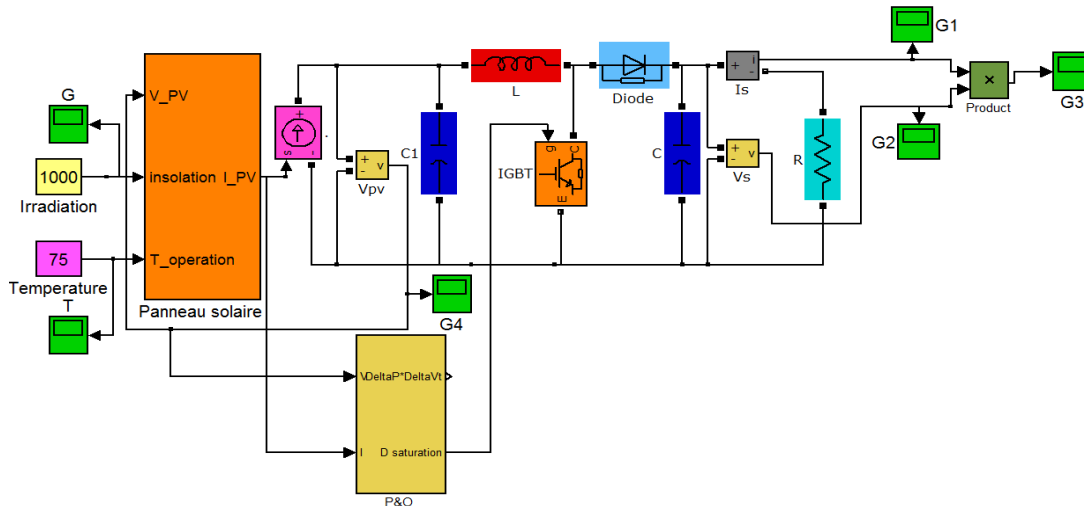 G
1000
Irradiation
75
Temperature
T
V_PV
insolation
I_PV
T_operation
Panneau solaire
s
+
-
+
-
v
Vpv
C1
L
IGBT
g
C
E
Diode
C
+
-
i
Is
+
-
v
Vs
R
G1
G2
×
Product
G3
G4
V
DeltaP*DeltaVt
I
D saturation
P&O